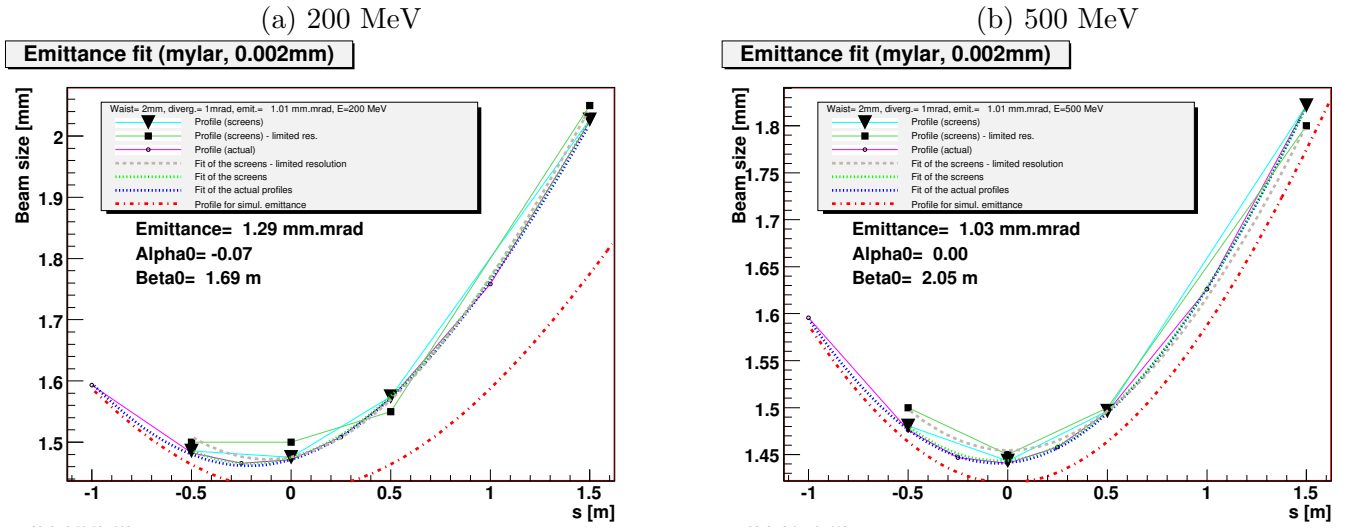 (a) 200 MeV
Emittance fit (mylar, 0.002mm)
Beam size [mm]
Waist= 2mm, diverg.= 1mrad, emit.= 1.01 mm.mrad, E=200 MeV
Profile (screens)
Profile (screens) - limited res.
Profile (actual)
Fit of the screens - limited resolution
Fit of the screens
Fit of the actual profiles
Profile for simul. emittance
Emittance= 1.29 mm.mrad
Alpha0= -0.07
Beta0= 1.69 m
2
1.9
1.8
1.7
1.6
1.5
-1 -0.5 0 0.5 1 1.5
s [m]
(b) 500 MeV
Emittance fit (mylar, 0.002mm)
Beam size [mm]
Waist= 2mm, diverg.= 1mrad, emit.= 1.01 mm.mrad, E=500 MeV
Profile (screens)
Profile (screens) - limited res.
Profile (actual)
Fit of the screens - limited resolution
Fit of the screens
Fit of the actual profiles
Profile for simul. emittance
Emittance= 1.03 mm.mrad
Alpha0= 0.00
Beta0= 2.05 m
1.8
1.75
1.7
1.65
1.6
1.55
1.5
1.45
-1 -0.5 0 0.5 1 1.5
s [m]